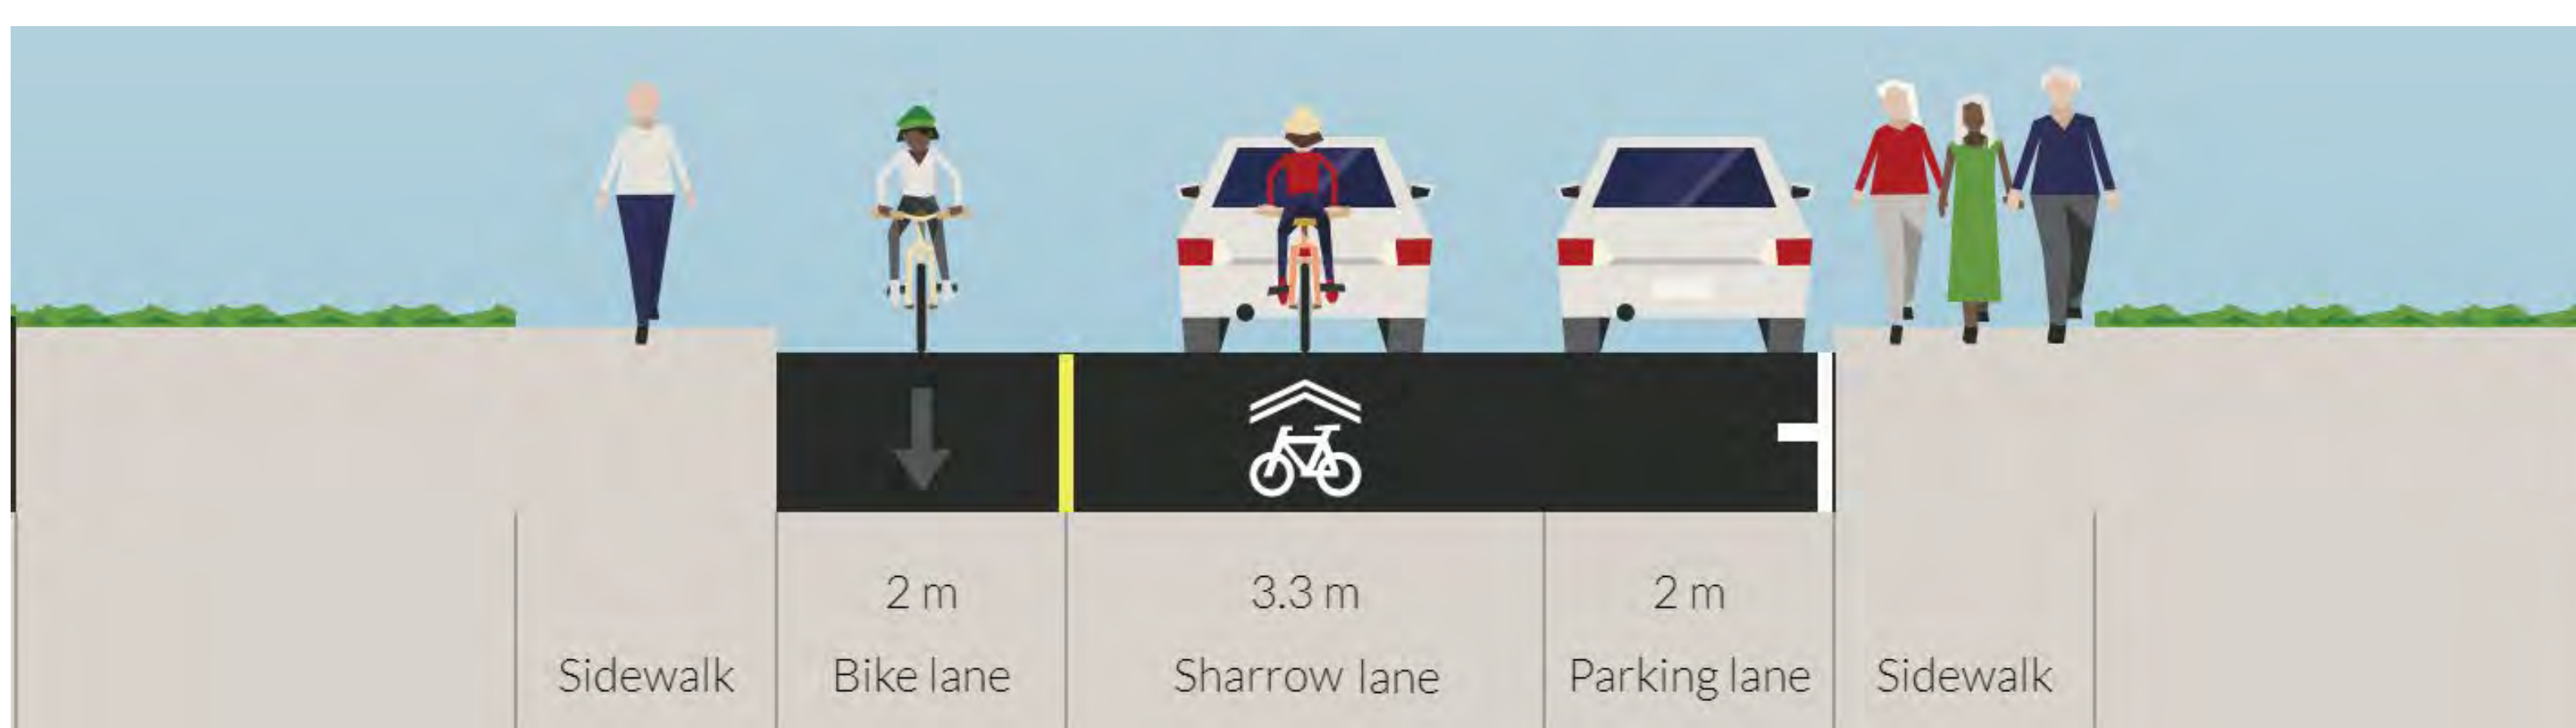 2 m
3.3 m
2 m
Sidewalk
Bike lane
Sharrow lane
Parking lane
Sidewalk